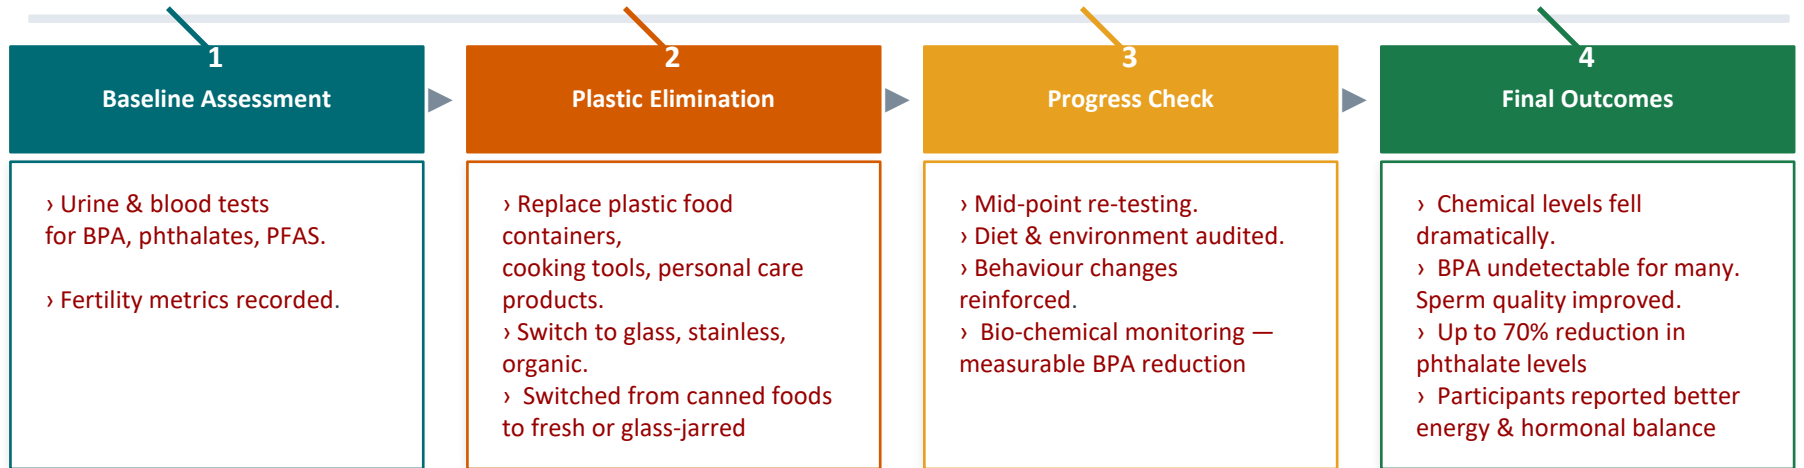 1
Baseline Assessment
› Urine & blood tests
for BPA, phthalates, PFAS.
› Fertility metrics recorded.
2
Plastic Elimination
› Replace plastic food
containers,
cooking tools, personal care
products.
› Switch to glass, stainless,
organic.
› Switched from canned foods
to fresh or glass-jarred
3
Progress Check
› Mid-point re-testing.
› Diet & environment audited.
› Behaviour changes
reinforced.
› Bio-chemical monitoring —
measurable BPA reduction
4
Final Outcomes
› Chemical levels fell
dramatically.
› BPA undetectable for many.
Sperm quality improved.
› Up to 70% reduction in
phthalate levels
› Participants reported better
energy & hormonal balance